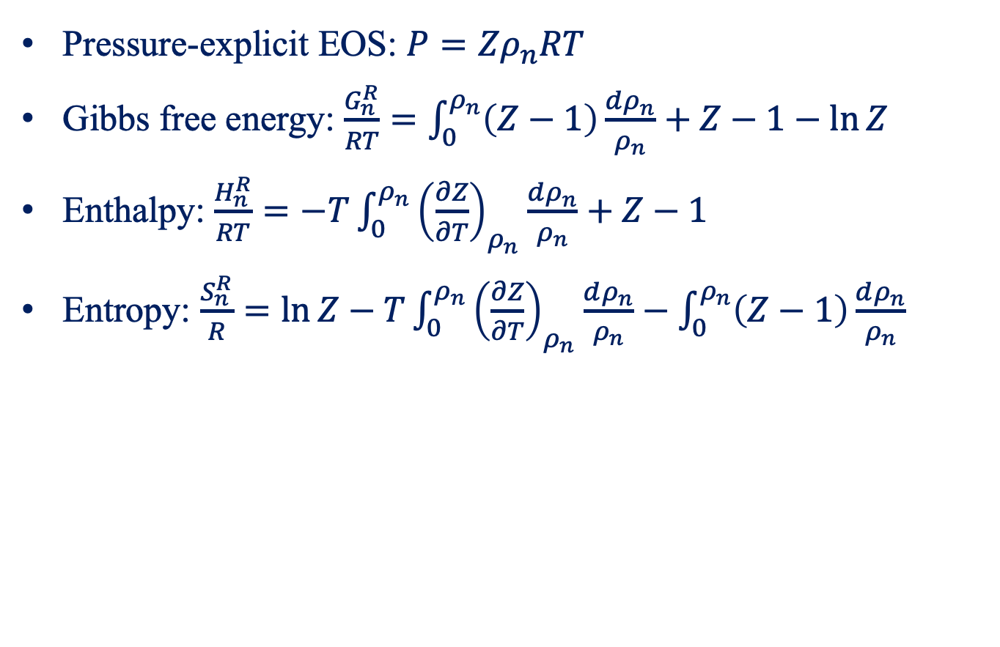 • Pressure-explicit EOS: $P = Z\rho_n RT$
• Gibbs free energy: $\frac{G_n^R}{RT} = \int_0^{\rho_n} (Z - 1) \frac{d\rho_n}{\rho_n} + Z - 1 - \ln Z$
• Enthalpy: $\frac{H_n^R}{RT} = -T \int_0^{\rho_n} \left(\frac{\partial Z}{\partial T}\right)_{\rho_n} \frac{d\rho_n}{\rho_n} + Z - 1$
• Entropy: $\frac{S_n^R}{R} = \ln Z - T \int_0^{\rho_n} \left(\frac{\partial Z}{\partial T}\right)_{\rho_n} \frac{d\rho_n}{\rho_n} - \int_0^{\rho_n} (Z - 1) \frac{d\rho_n}{\rho_n}$